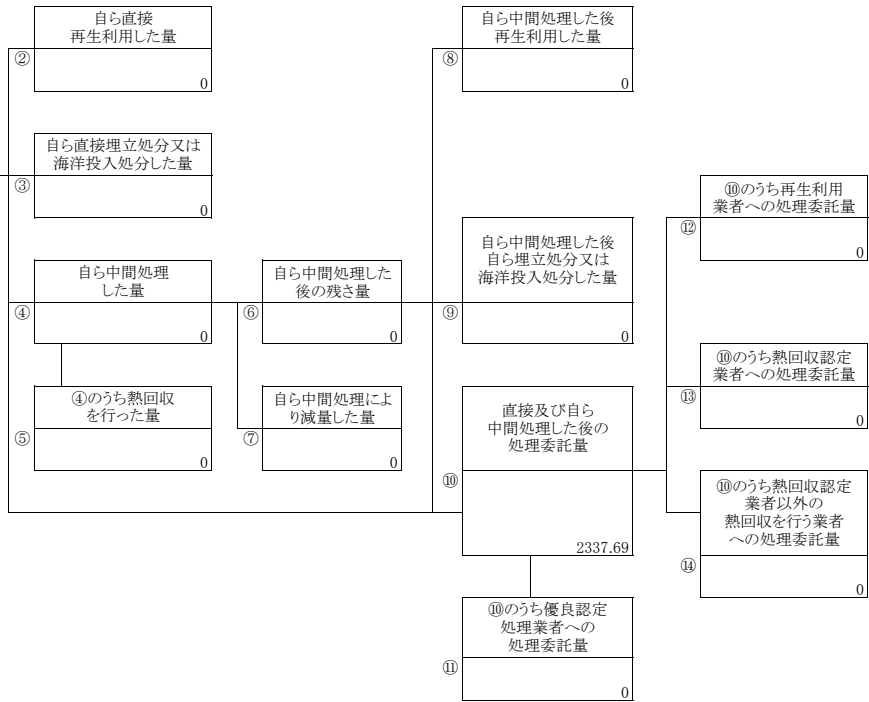 自ら直接
再生利用した量
②
0
自ら直接埋立処分又は
海洋投入処分した量
③
0
自ら中間処理
した量
④
0
④のうち熱回収
を行った量
⑤
0
自ら中間処理した
後の残さ量
⑥
0
自ら中間処理によ
り減量した量
⑦
0
自ら中間処理した後
再生利用した量
⑧
0
自ら中間処理した後
自ら埋立処分又は
海洋投入処分した量
⑨
0
直接及び自ら
中間処理した後の
処理委託量
⑩
2337.69
⑩のうち優良認定
処理業者への
処理委託量
⑪
0
⑩のうち再生利用
業者への処理委託量
⑫
0
⑩のうち熱回収認定
業者への処理委託量
⑬
0
⑩のうち熱回収認定
業者以外の
熱回収を行う業者
への処理委託量
⑭
0